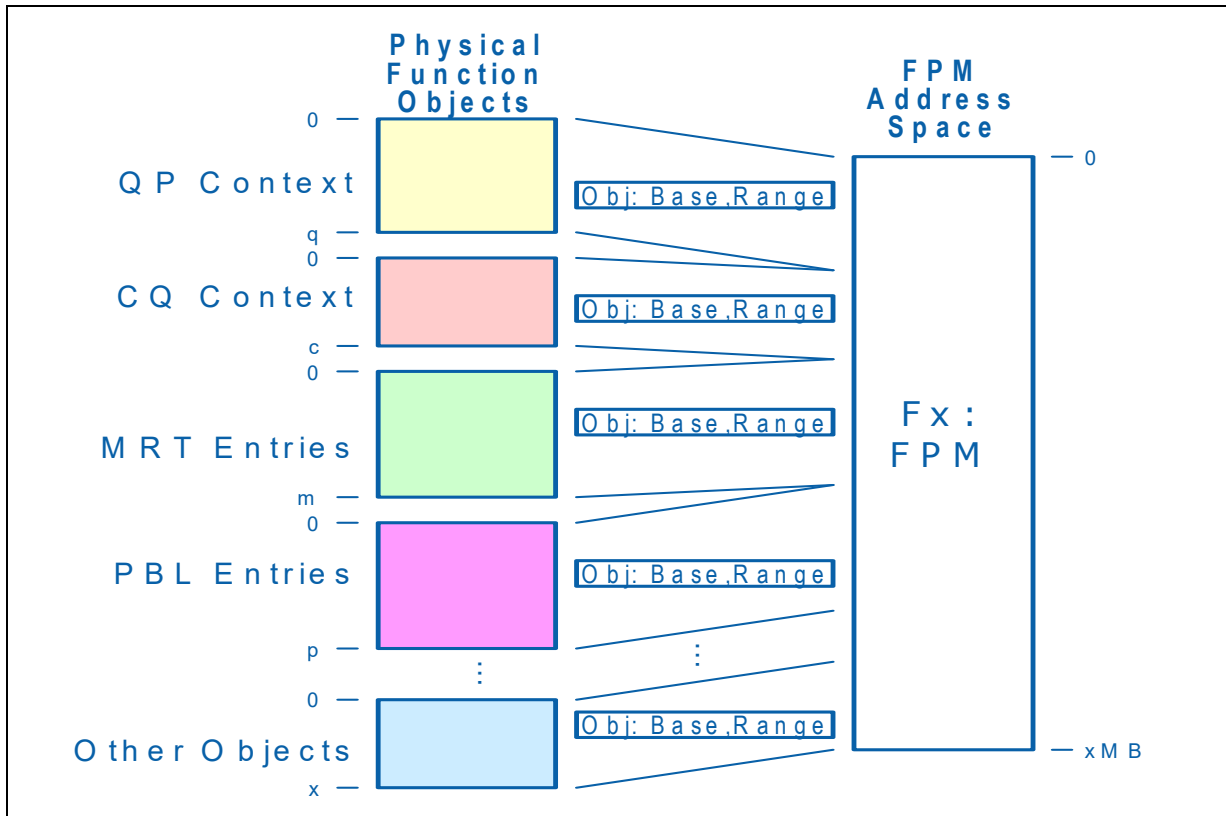 Physical
Function
Objects
FPM
Address
Space
0
0
QP Context
Obj: Base,Range
q
0
CQ Context
Obj: Base,Range
c
0
Obj: Base,Range
Fx:
FPM
MRT Entries
m
0
PBL Entries
Obj: Base,Range
p
⋮
⋮
0
Obj: Base,Range
Other Objects
xMB
x